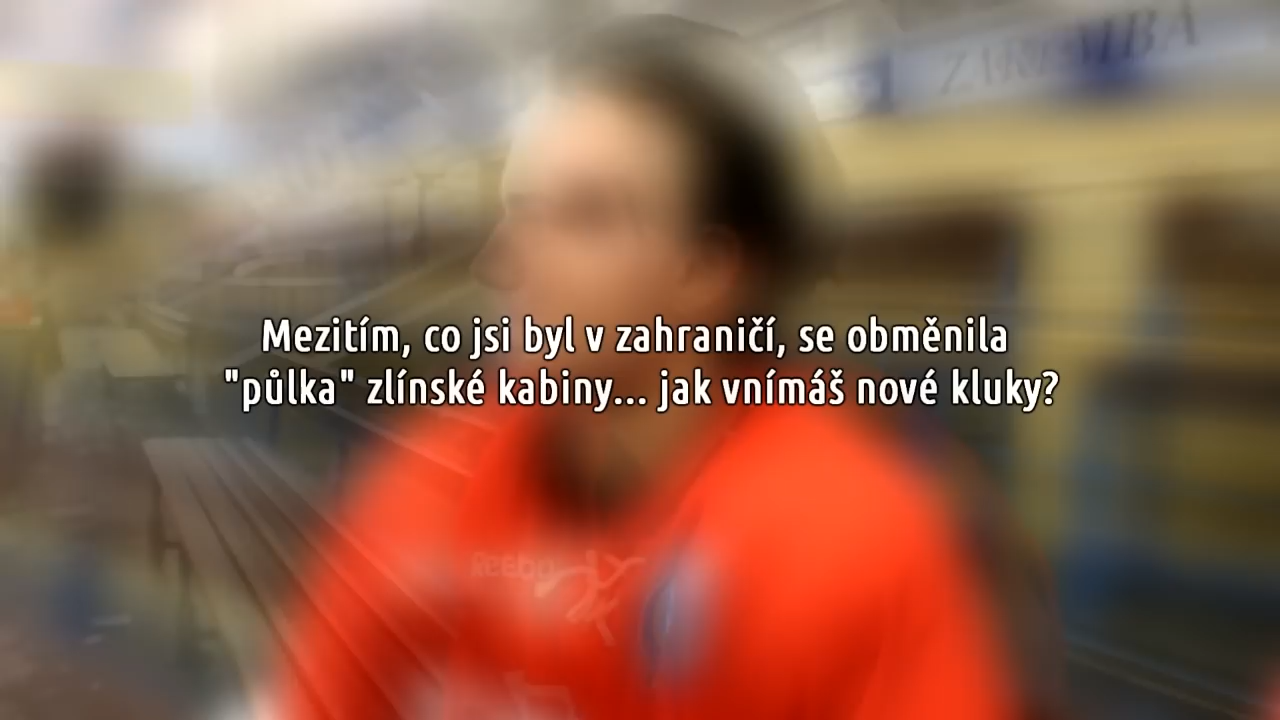 Mezitím, co jsi byl v zahraničí, se obměnila
"půlka" zlínské kabiny... jak vnímáš nové kluky?